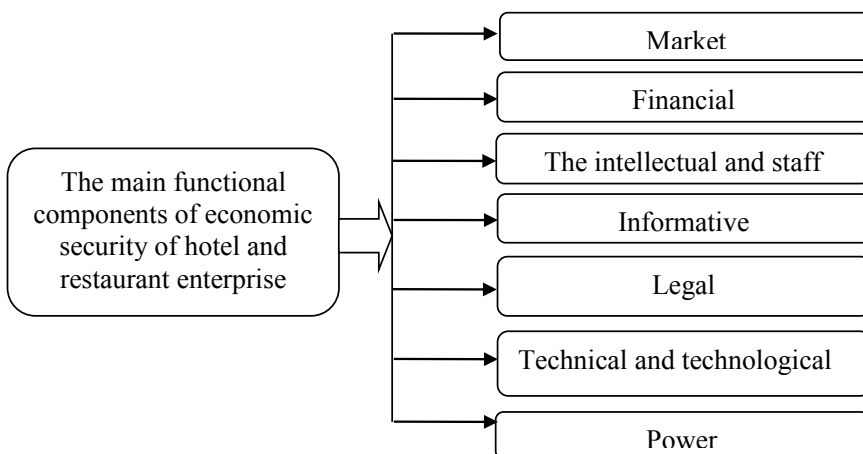 Market
Financial
The intellectual and staff
The main functional
components of economic
security of hotel and
restaurant enterprise
Informative
Legal
Technical and technological
Power